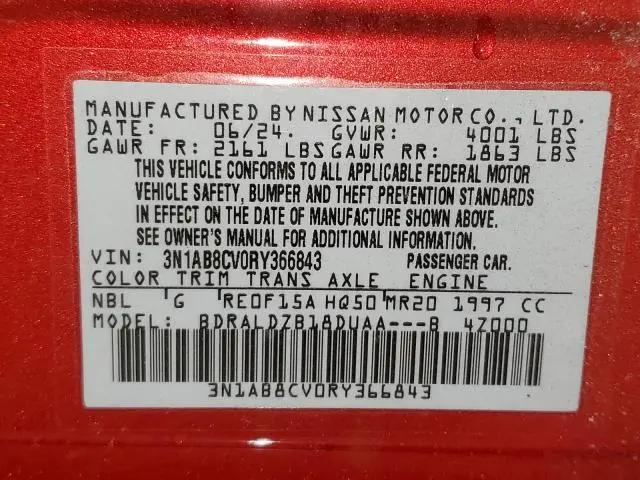 MANUFACTURED BY NISSAN MOTOR CO., LTD.
DATE: 06/24. GVWR: 4001 LBS
GAWR FR: 2161 LBS GAWR RR: 1863 LBS
THIS VEHICLE CONFORMS TO ALL APPLICABLE FEDERAL MOTOR
VEHICLE SAFETY, BUMPER AND THEFT PREVENTION STANDARDS
IN EFFECT ON THE DATE OF MANUFACTURE SHOWN ABOVE.
SEE OWNER'S MANUAL FOR ADDITIONAL INFORMATION.
VIN: 3N1AB8CV0RY366843 PASSENGER CAR.
COLOR TRIM TRANS AXLE ENGINE
NBL G RE0F15A HQ50 MR20 1997 CC
MODEL: BDRALDZB18DUAA---B 4Z000
3N1AB8CV0RY366843